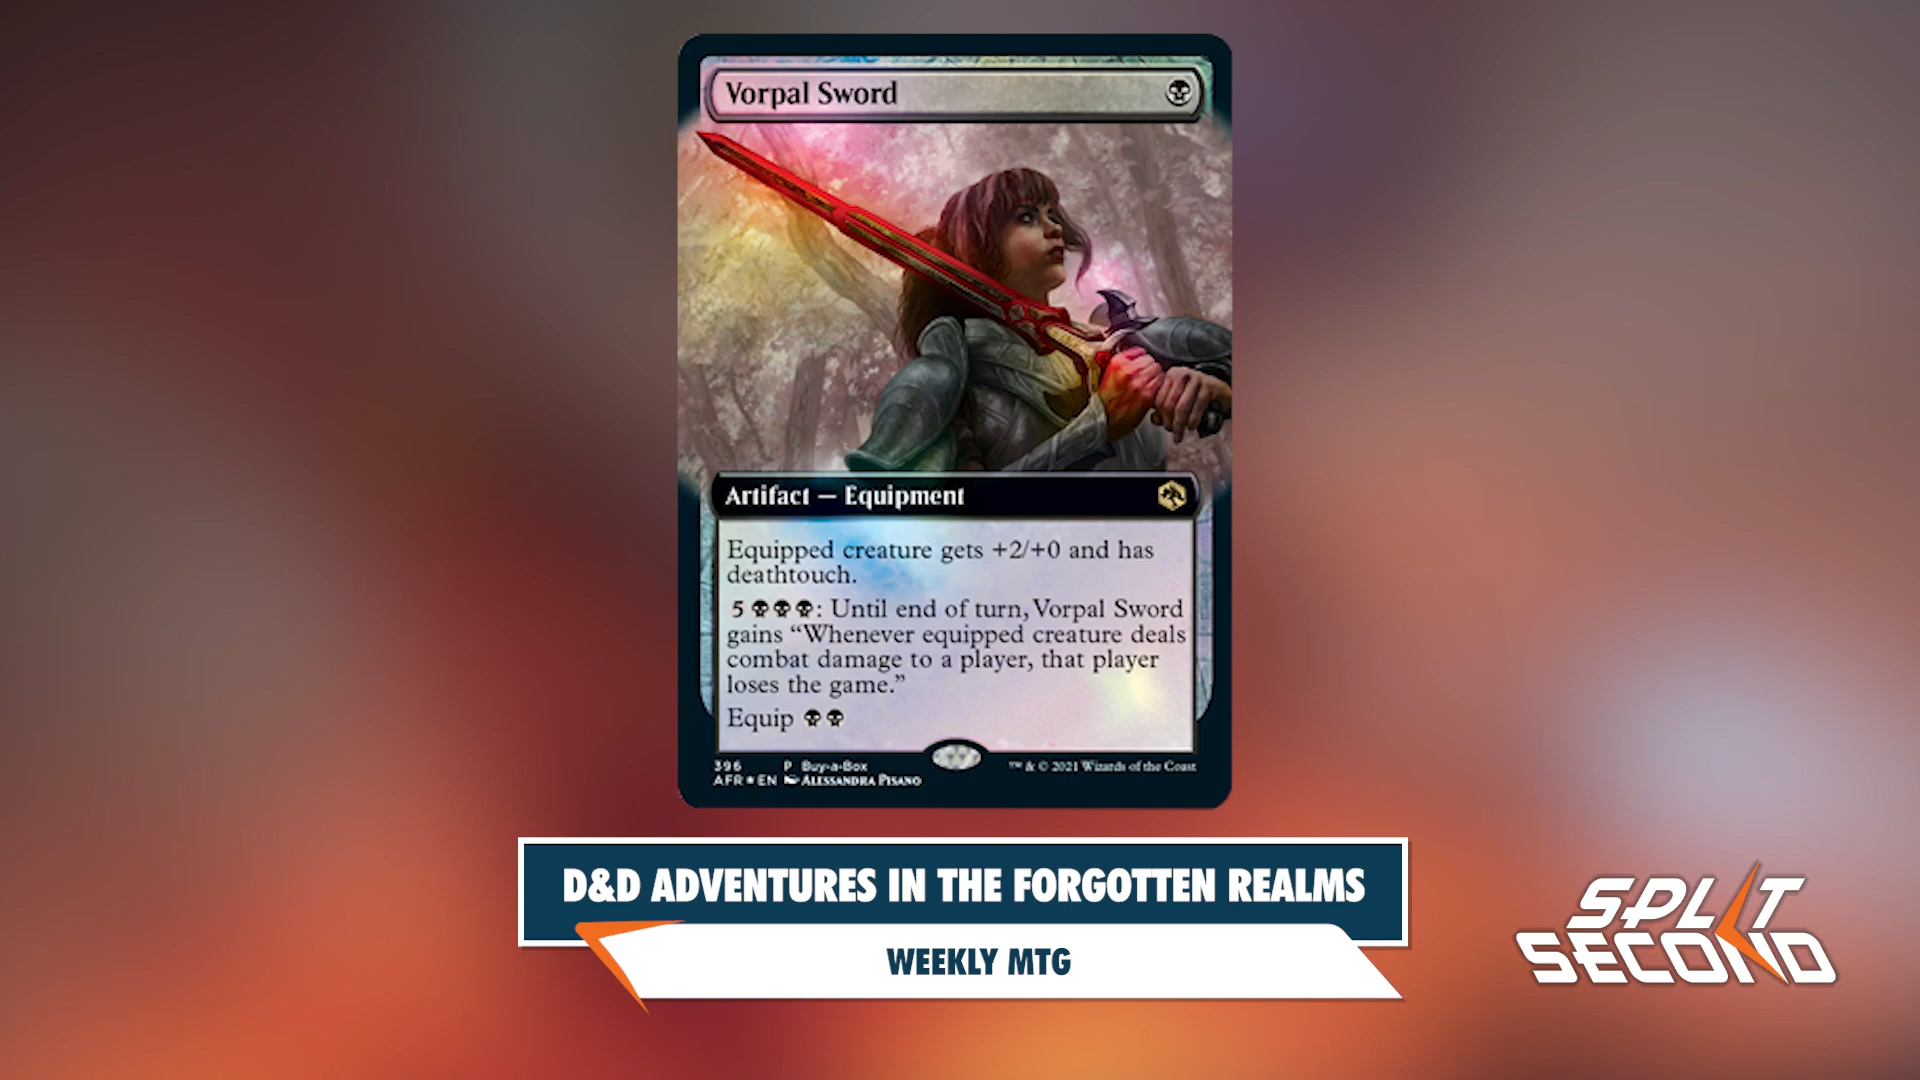 Vorpal Sword
Artifact — Equipment
Equipped creature gets +2/+0 and has
deathtouch.
5 : Until end of turn, Vorpal Sword
gains “Whenever equipped creature deals
combat damage to a player, that player
loses the game.”
Equip
396 P Buy-a-Box
AFR★EN ALESSANDRA PISANO
™ & © 2021 Wizards of the Coast
D&D ADVENTURES IN THE FORGOTTEN REALMS
WEEKLY MTG
SPLIT
SECOND